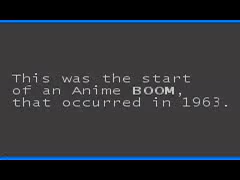 This was the start
of an Anime BOOM,
that occurred in 1963.